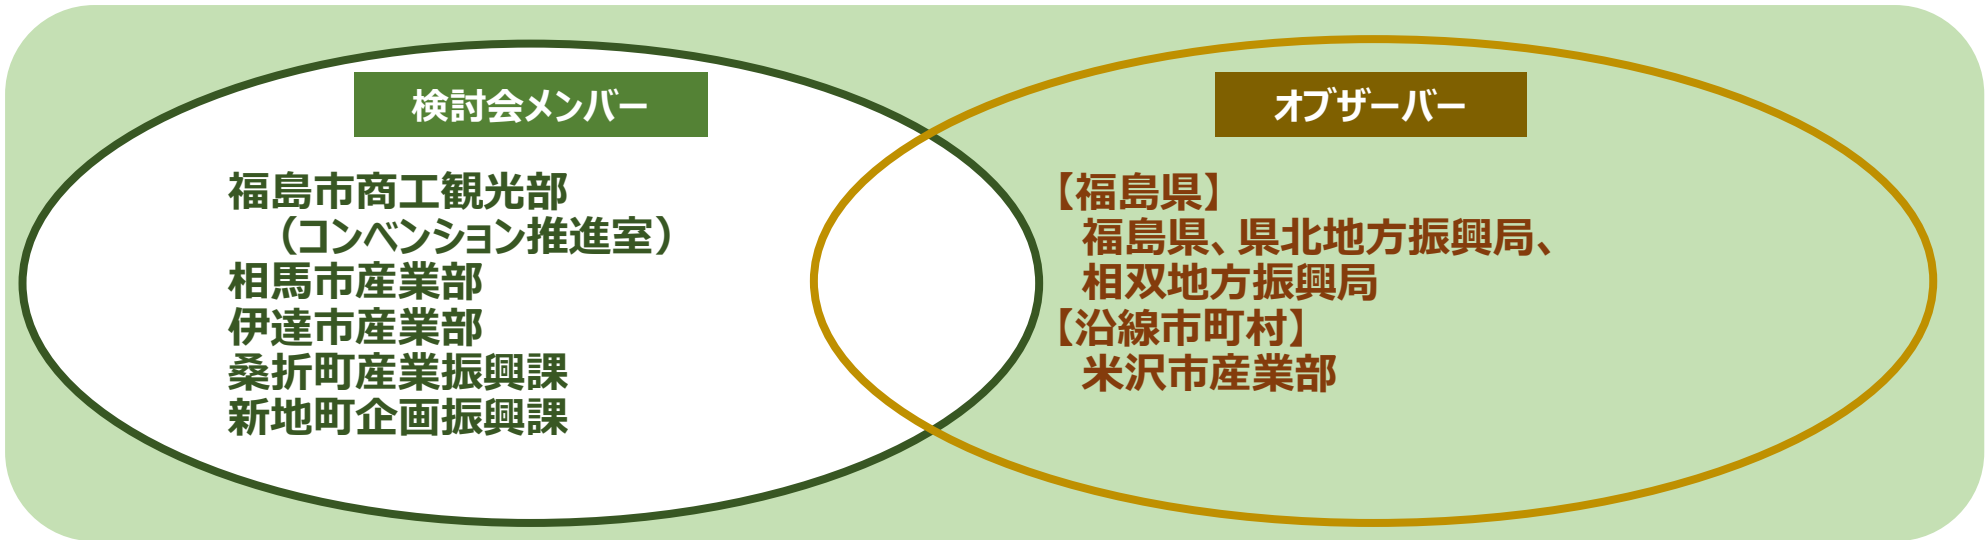 検討会メンバー
福島市商工観光部
（コンベンション推進室）
相馬市産業部
伊達市産業部
桑折町産業振興課
新地町企画振興課
オブザーバー
【福島県】
福島県、県北地方振興局、
相双地方振興局
【沿線市町村】
米沢市産業部